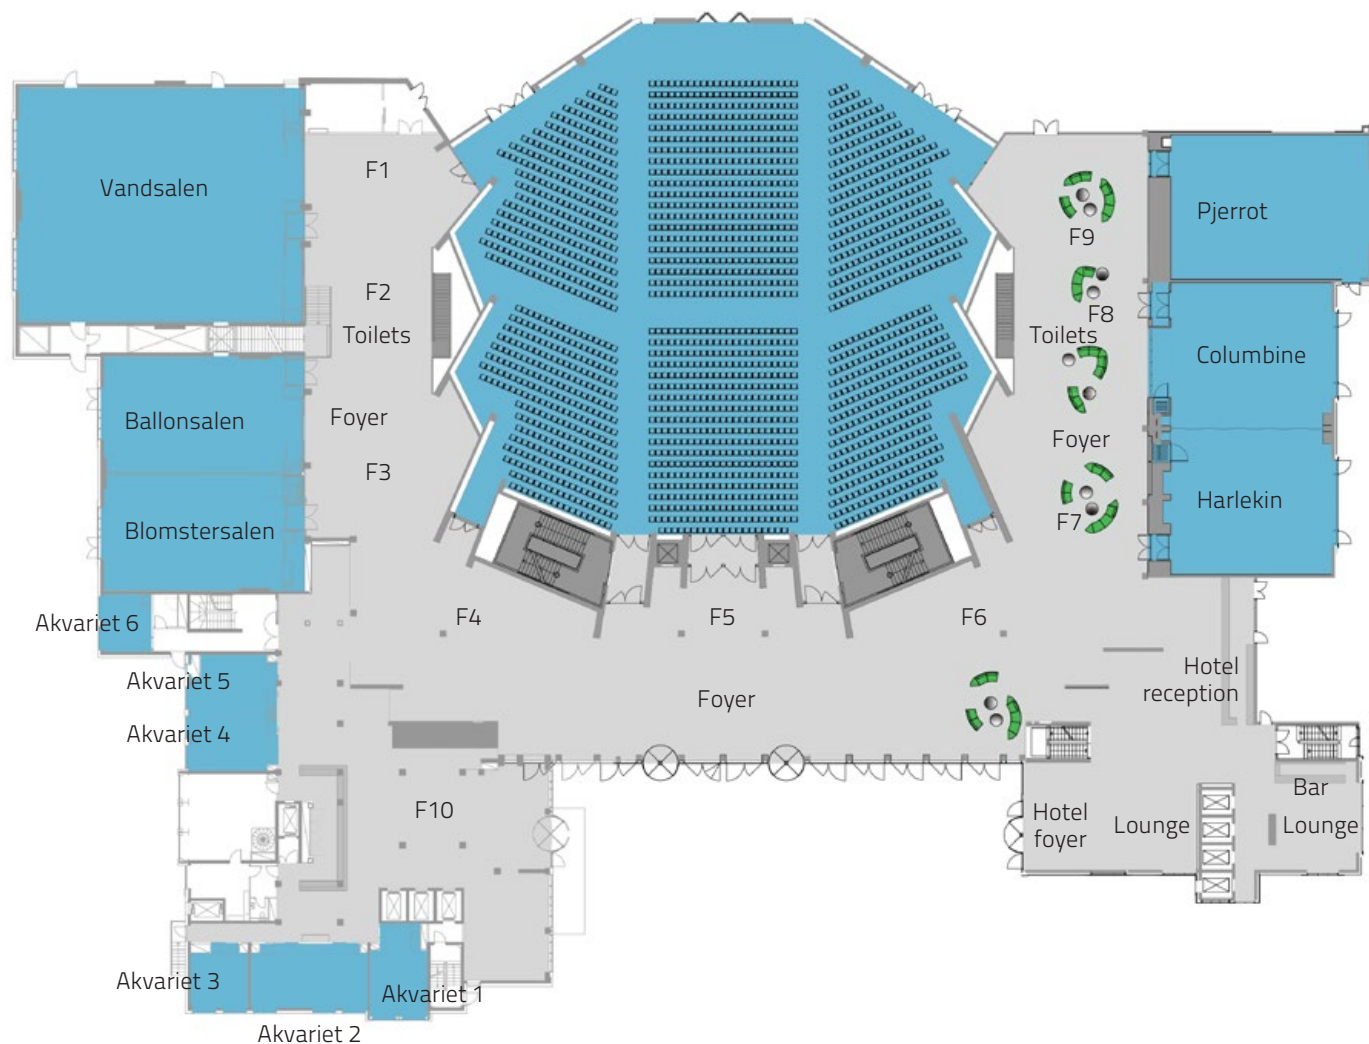 Vandsalen
F1
Pjerrot
F9
F2
F8
Toilets
Toilets
Columbine
Ballonsalen
Foyer
Foyer
F3
Harlekin
F7
Blomstersalen
Akvariet 6
F4
F5
F6
Akvariet 5
Hotel
reception
Foyer
Akvariet 4
Bar
F10
Hotel
foyer
Lounge
Lounge
Akvariet 3
Akvariet 1
Akvariet 2